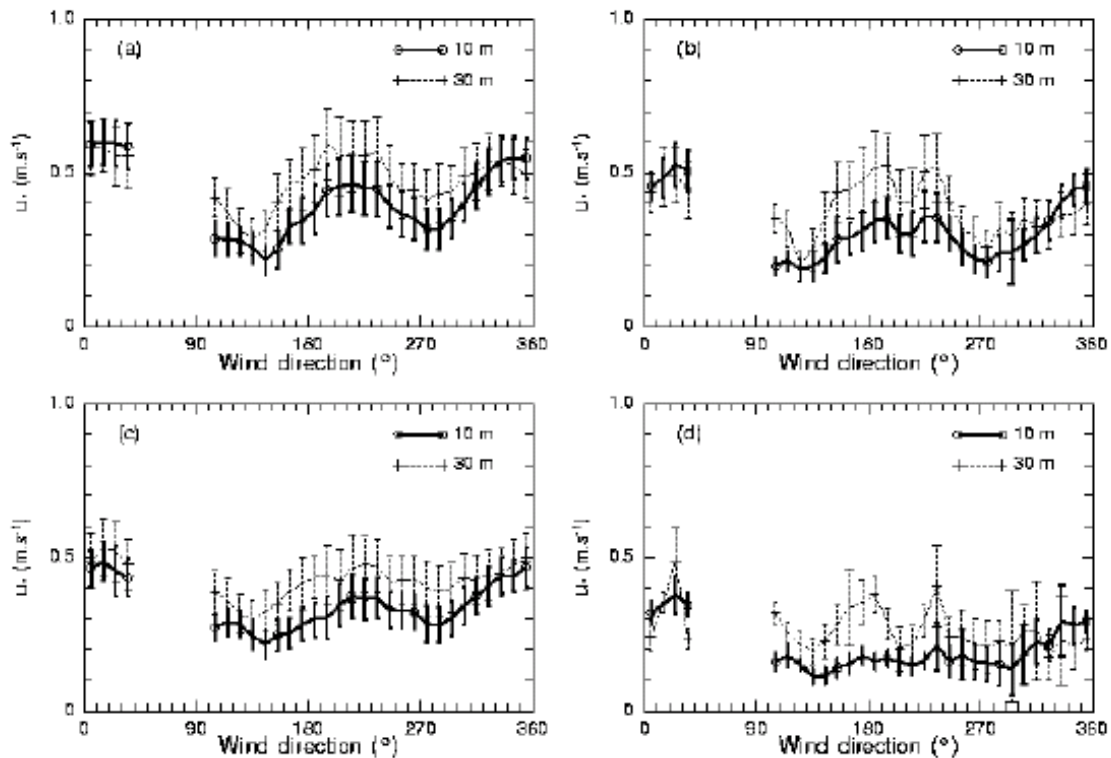 1.0
(a)
10 m
30 m
0.5
u* (m.s⁻¹)
0
0 90 180 270 360
Wind direction (°)
1.0
(b)
10 m
30 m
0.5
u* (m.s⁻¹)
0
0 90 180 270 360
Wind direction (°)
1.0
(c)
10 m
30 m
0.5
u* (m.s⁻¹)
0
0 90 180 270 360
Wind direction (°)
1.0
(d)
10 m
30 m
0.5
u* (m.s⁻¹)
0
0 90 180 270 360
Wind direction (°)